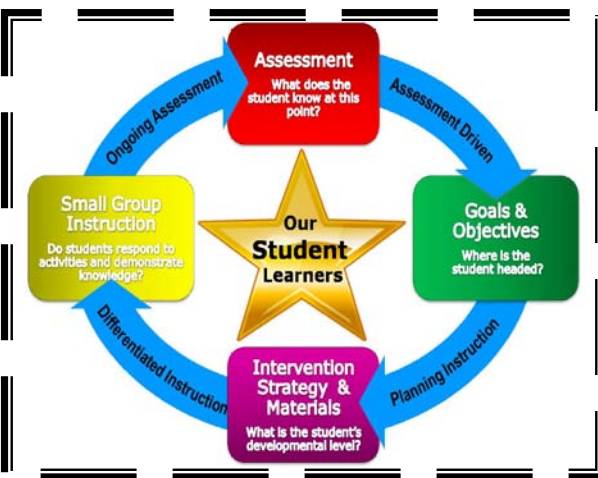 Assessment
What does the
student know at this
point?
Assessment Driven
Goals &
Objectives
Where is the
student headed?
Planning Instruction
Intervention
Strategy &
Materials
What is the student's
developmental level?
Differentiated Instruction
Small Group
Instruction
Do students respond to
activities and demonstrate
knowledge?
Ongoing Assessment
Our
Student
Learners